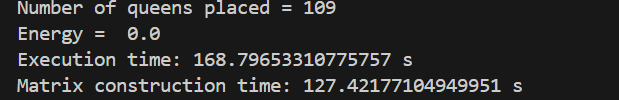 Number of queens placed = 109
Energy =  0.0
Execution time: 168.79653310775757 s
Matrix construction time: 127.42177104949951 s